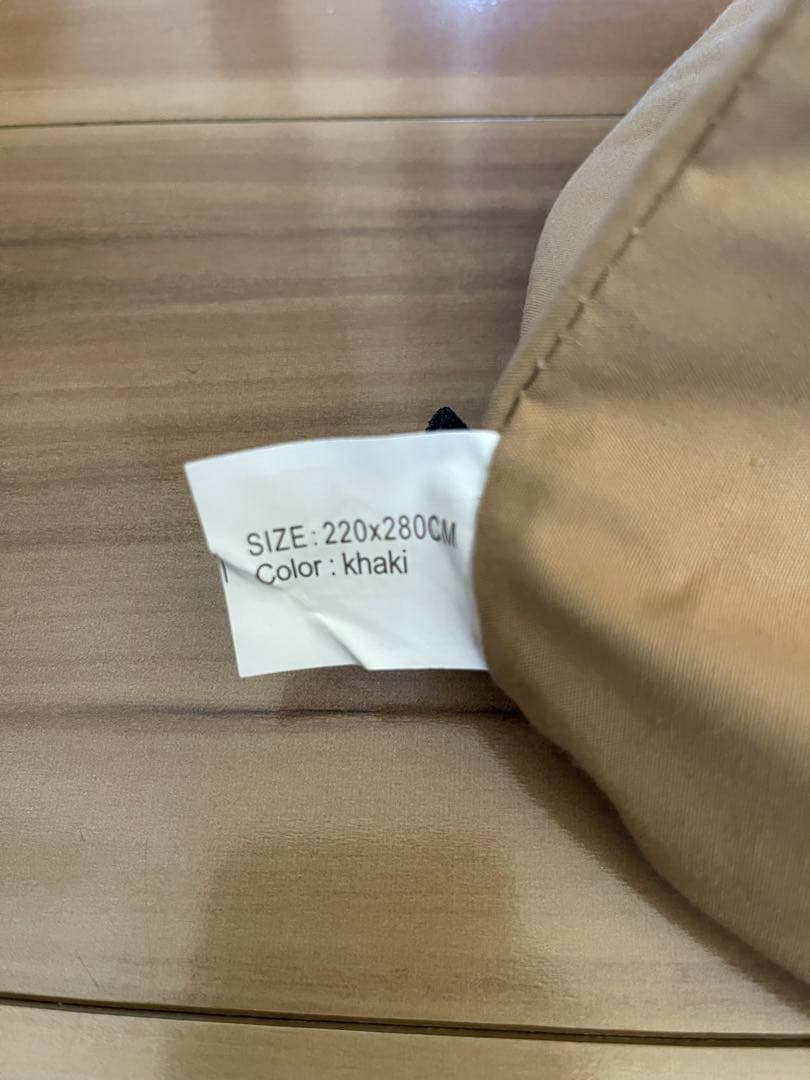 SIZE : 220x280CM
Color : khaki